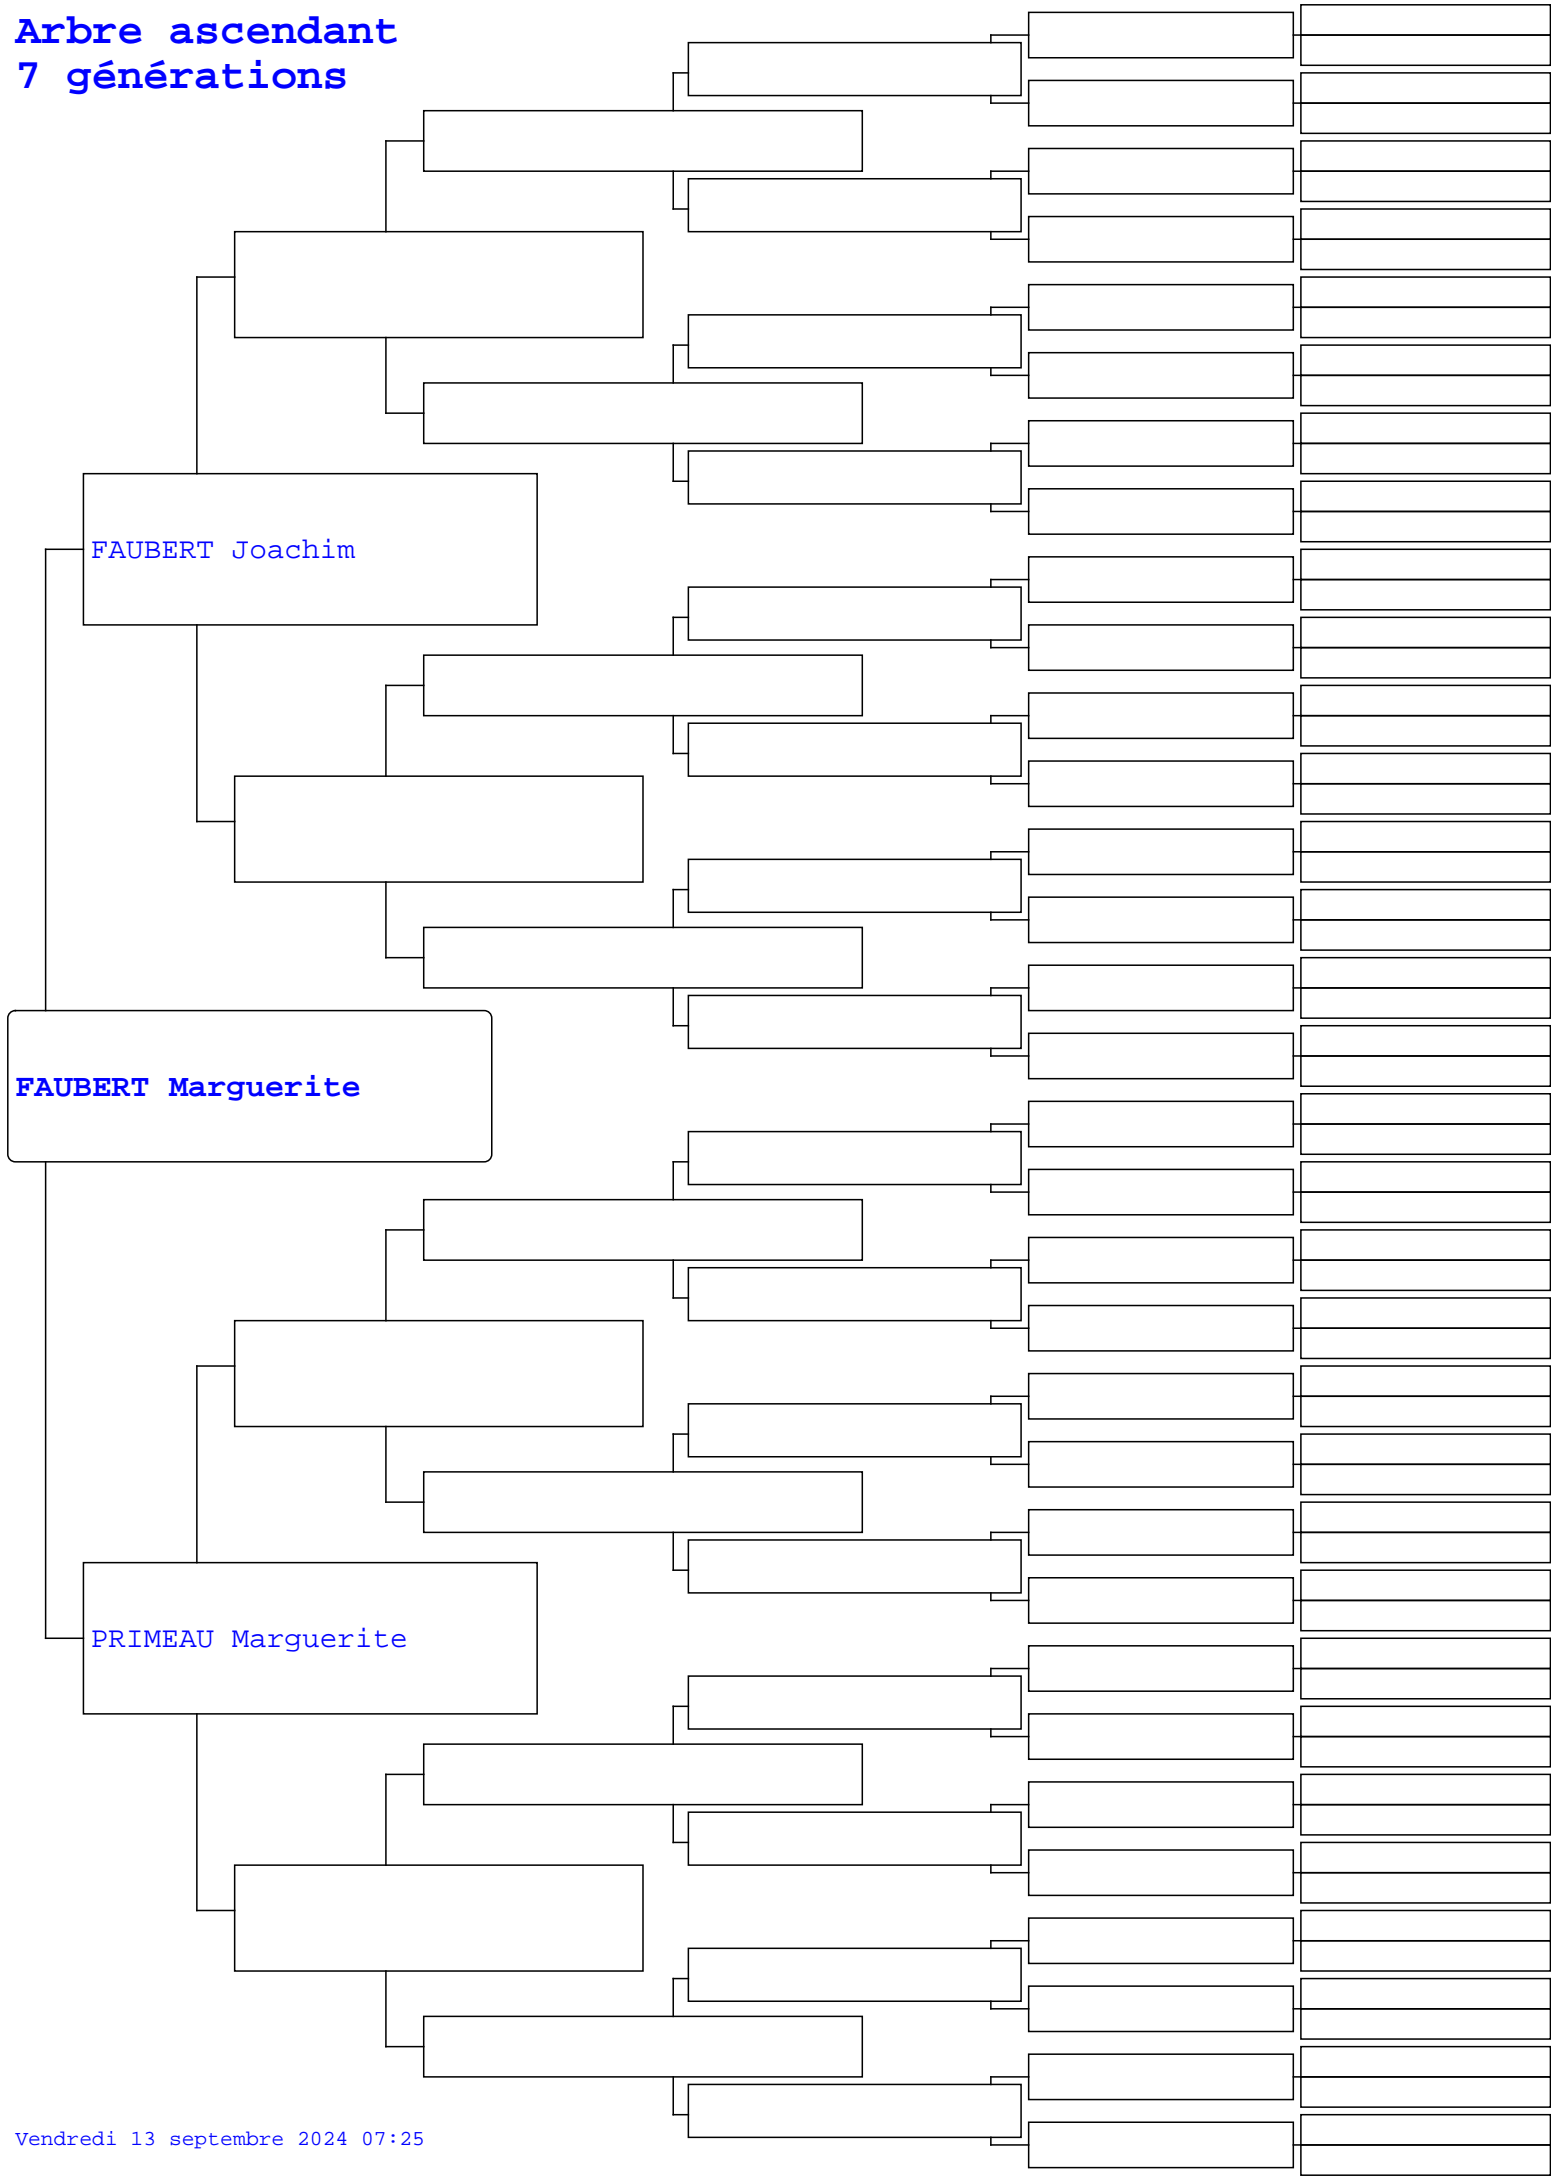 Arbre ascendant
7 générations
FAUBERT Joachim
FAUBERT Marguerite
PRIMEAU Marguerite
Vendredi 13 septembre 2024 07:25